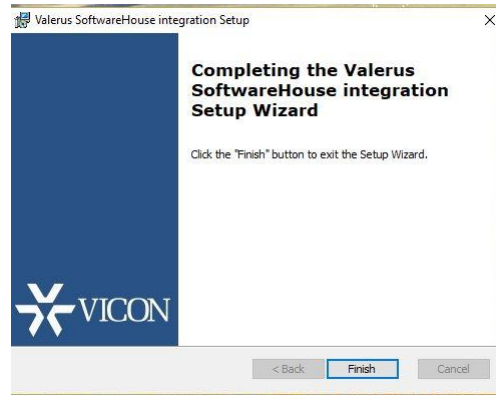 Valerus SoftwareHouse integration Setup
Completing the Valerus
SoftwareHouse integration
Setup Wizard
Click the "Finish" button to exit the Setup Wizard.
VICON
< Back
Finish
Cancel